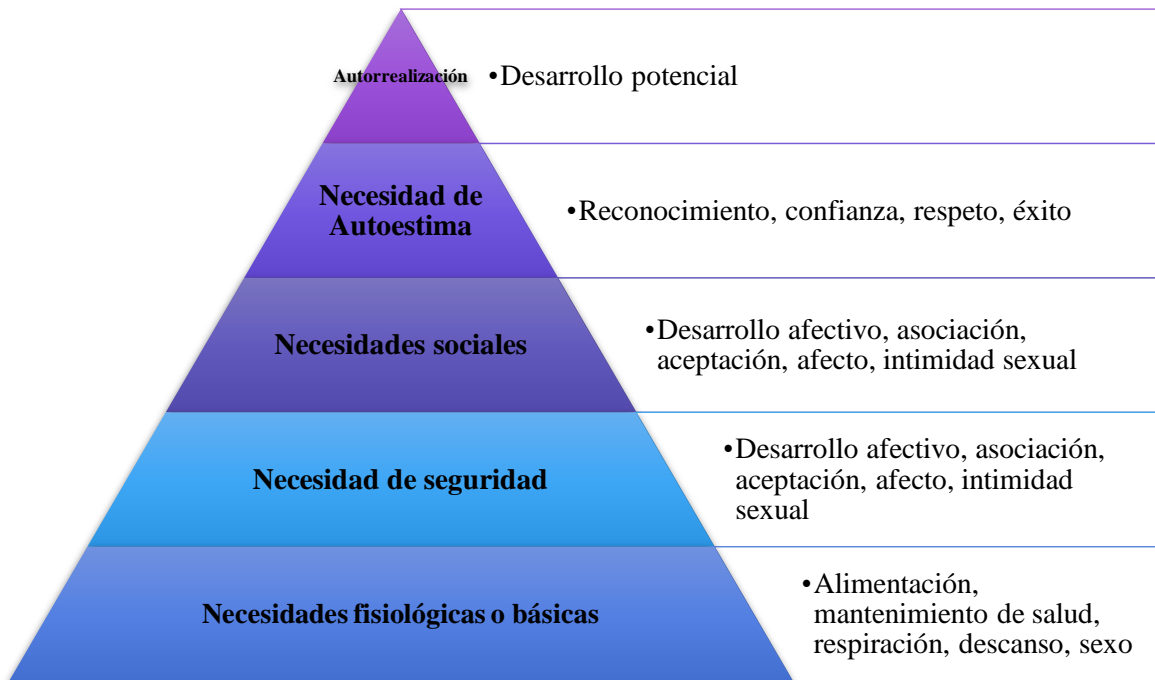 Autorrealización
•Desarrollo potencial
Necesidad de
Autoestima
•Reconocimiento, confianza, respeto, éxito
Necesidades sociales
•Desarrollo afectivo, asociación,
aceptación, afecto, intimidad sexual
Necesidad de seguridad
•Desarrollo afectivo, asociación,
aceptación, afecto, intimidad
sexual
Necesidades fisiológicas o básicas
•Alimentación,
mantenimiento de salud,
respiración, descanso, sexo